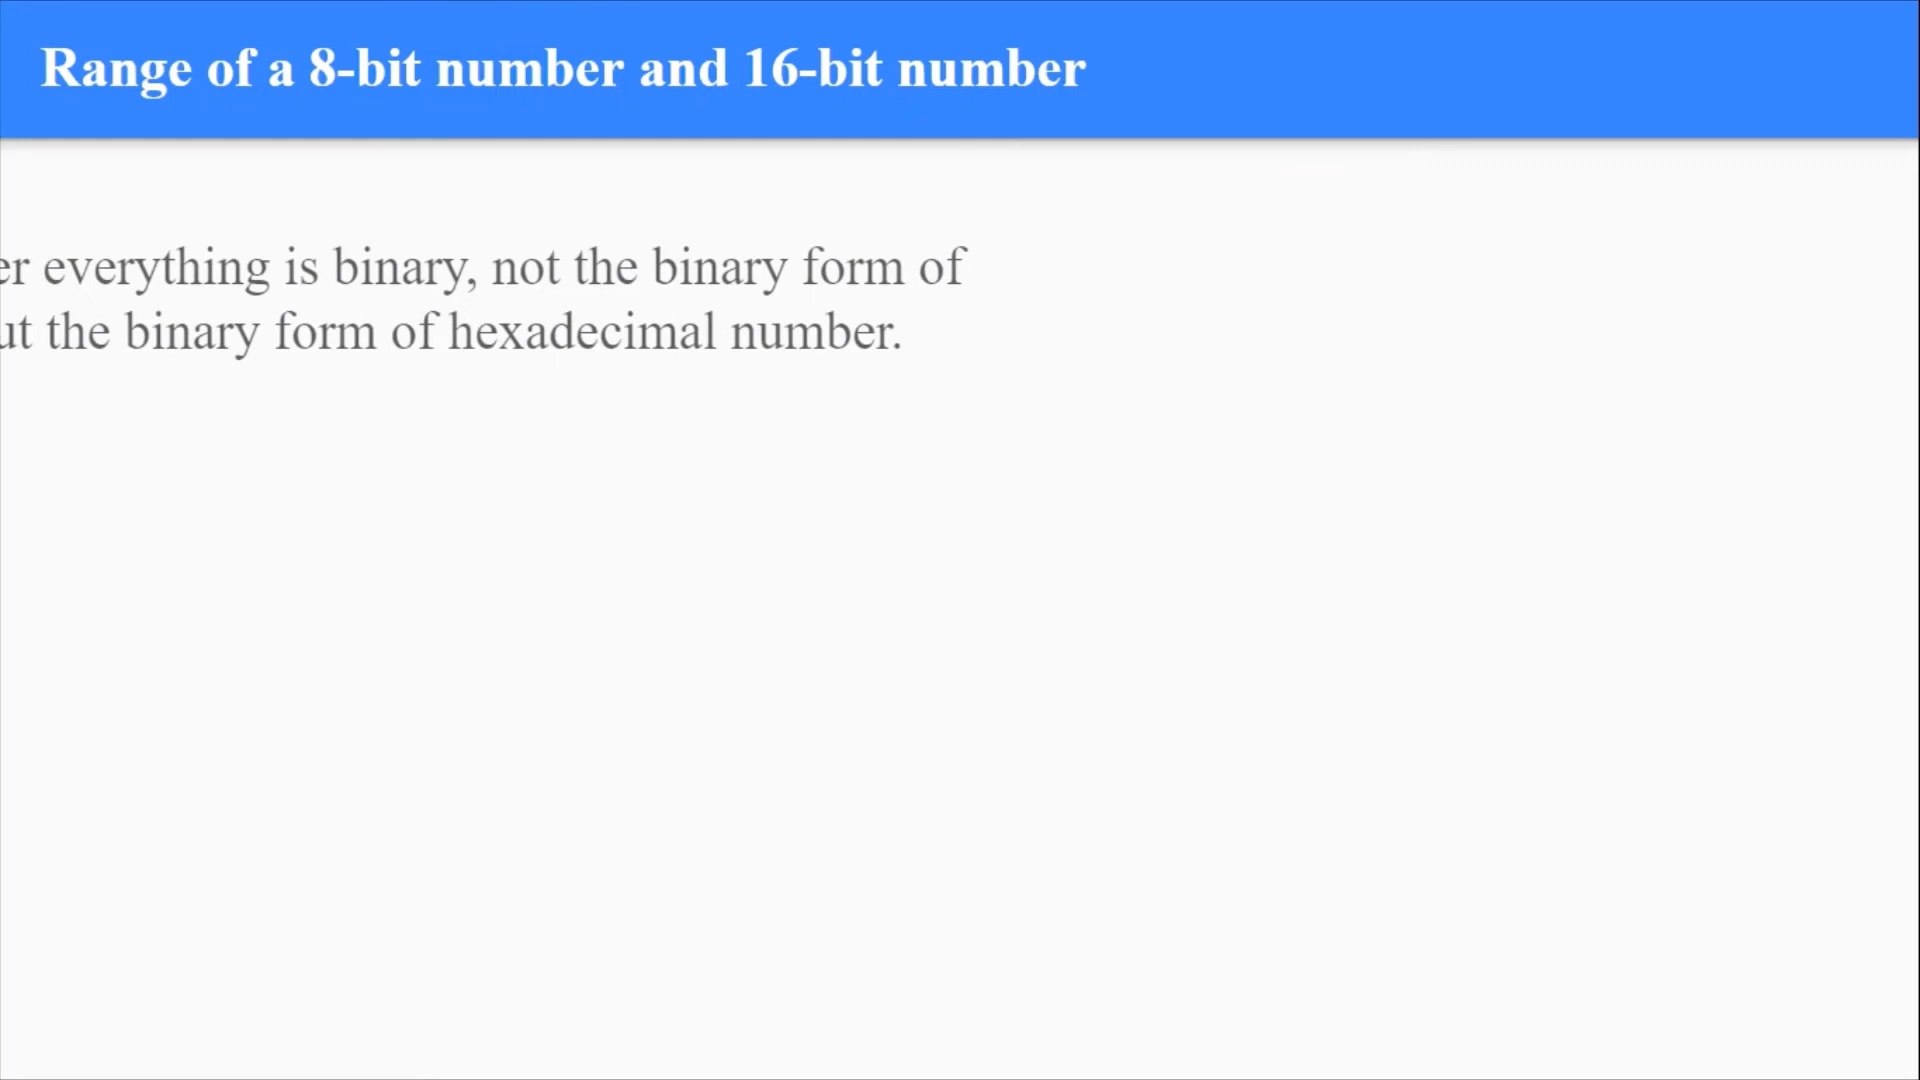 Range of a 8-bit number and 16-bit number
everything is binary, not the binary form of
the binary form of hexadecimal number.